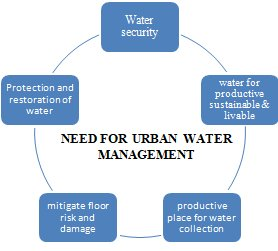 Water
security
Protection and
restoration of
water
water for
productive
sustainable &
livable
NEED FOR URBAN WATER
MANAGEMENT
mitigate floor
risk and
damage
productive
place for water
collection